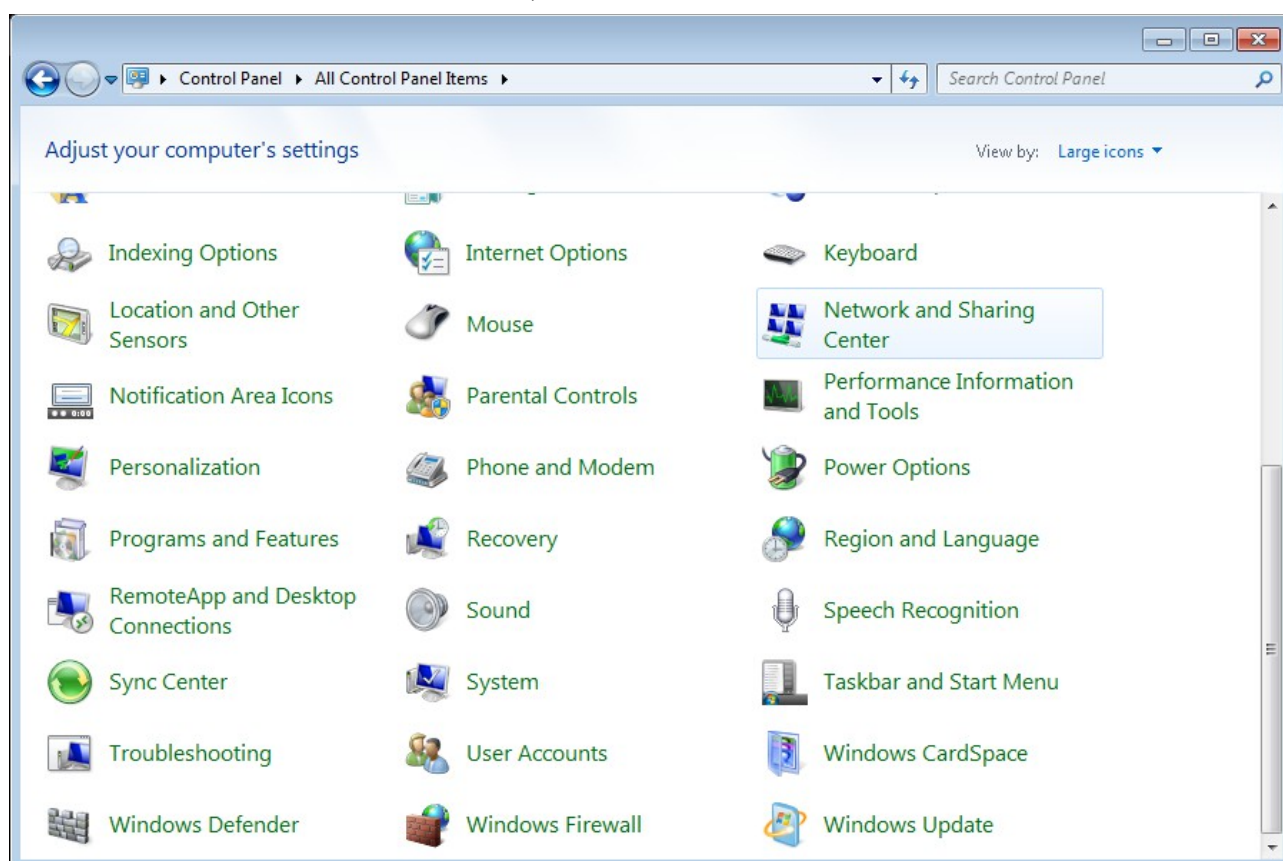 Control Panel All Control Panel Items Search Control Panel
Adjust your computer's settings View by: Large icons
Indexing Options Internet Options Keyboard
Location and Other Sensors Mouse Network and Sharing Center
Notification Area Icons Parental Controls Performance Information and Tools
Personalization Phone and Modem Power Options
Programs and Features Recovery Region and Language
RemoteApp and Desktop Connections Sound Speech Recognition
Sync Center System Taskbar and Start Menu
Troubleshooting User Accounts Windows CardSpace
Windows Defender Windows Firewall Windows Update